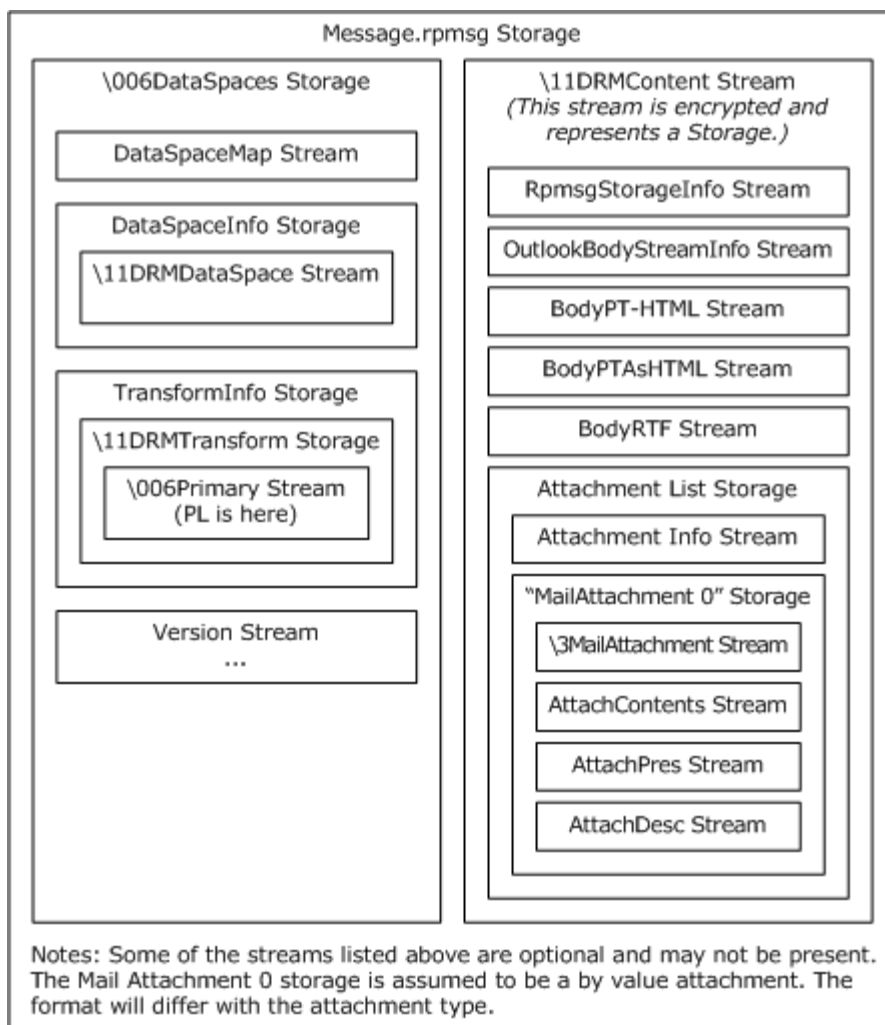 Message.rpmsg Storage
\006DataSpaces Storage
DataSpaceMap Stream
DataSpaceInfo Storage
\11DRMDataSpace Stream
TransformInfo Storage
\11DRMTransform Storage
\006Primary Stream
(PL is here)
Version Stream
...
\11DRMContent Stream
(This stream is encrypted and
represents a Storage.)
RpmsgStorageInfo Stream
OutlookBodyStreamInfo Stream
BodyPT-HTML Stream
BodyPTAsHTML Stream
BodyRTF Stream
Attachment List Storage
Attachment Info Stream
“MailAttachment 0” Storage
\3MailAttachment Stream
AttachContents Stream
AttachPres Stream
AttachDesc Stream
Notes: Some of the streams listed above are optional and may not be present.
The Mail Attachment 0 storage is assumed to be a by value attachment. The
format will differ with the attachment type.